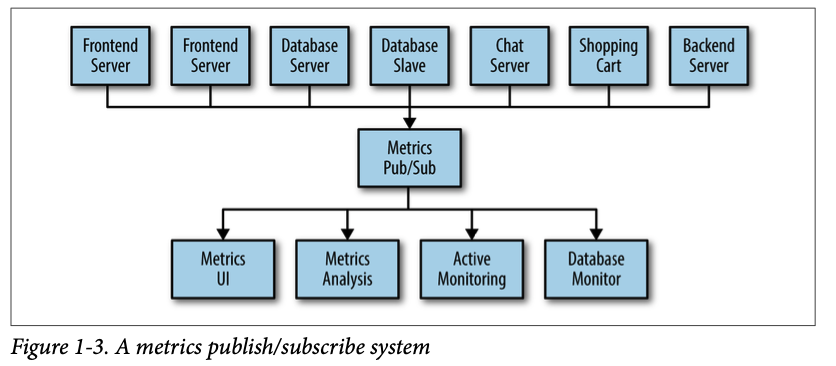 Frontend Server
Frontend Server
Database Server
Database Slave
Chat Server
Shopping Cart
Backend Server
Metrics Pub/Sub
Metrics UI
Metrics Analysis
Active Monitoring
Database Monitor
Figure 1-3. A metrics publish/subscribe system